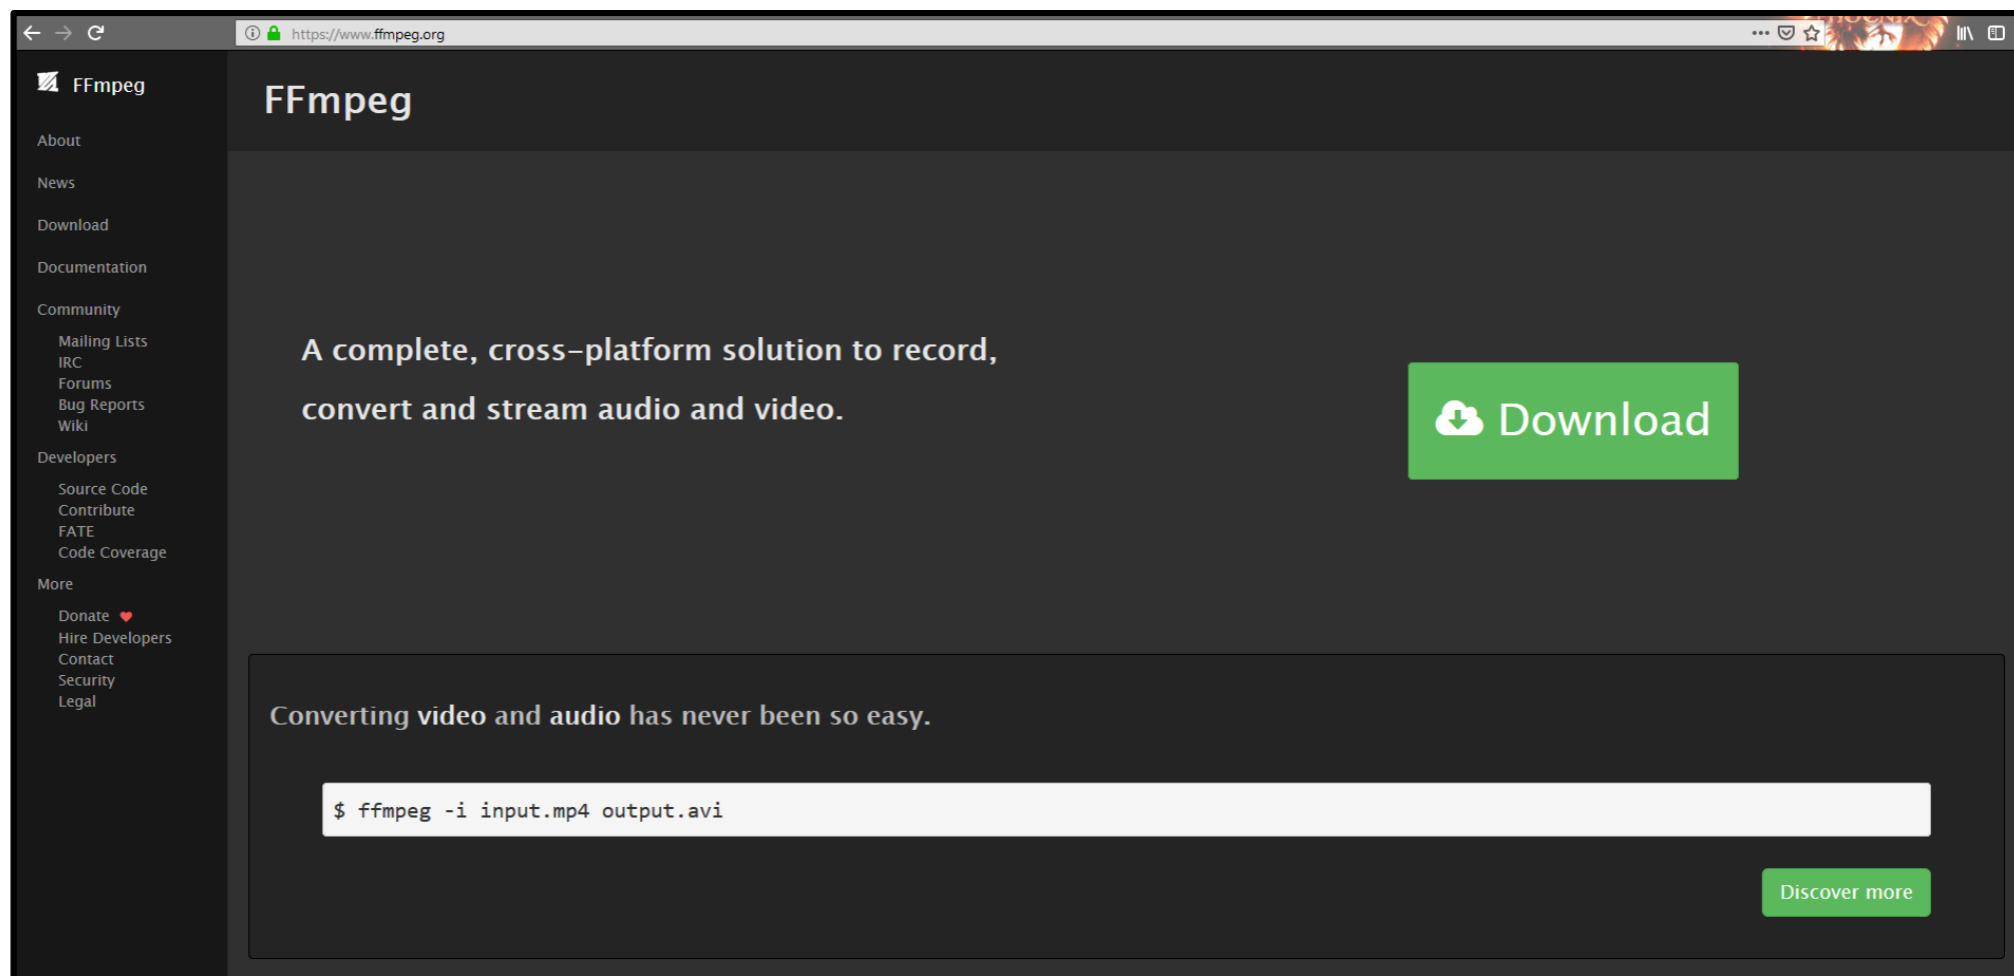 https://www.ffmpeg.org
FFmpeg
About
News
Download
Documentation
Community
Mailing Lists
IRC
Forums
Bug Reports
Wiki
Developers
Source Code
Contribute
FATE
Code Coverage
More
Donate
Hire Developers
Contact
Security
Legal
FFmpeg
A complete, cross-platform solution to record,
convert and stream audio and video.
Download
Converting video and audio has never been so easy.
$ ffmpeg -i input.mp4 output.avi
Discover more